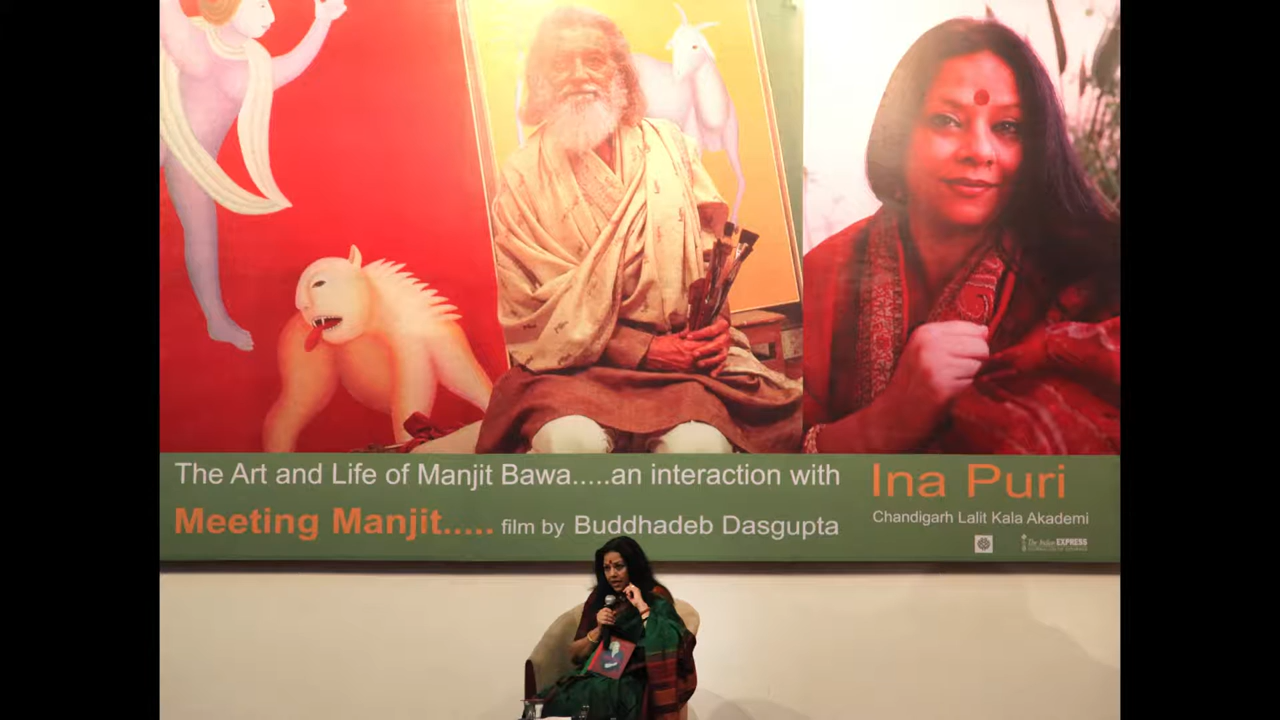 The Art and Life of Manjit Bawa.....an interaction with
Ina Puri
Meeting Manjit..... film by Buddhadeb Dasgupta
Chandigarh Lalit Kala Akademi
The Indian EXPRESS